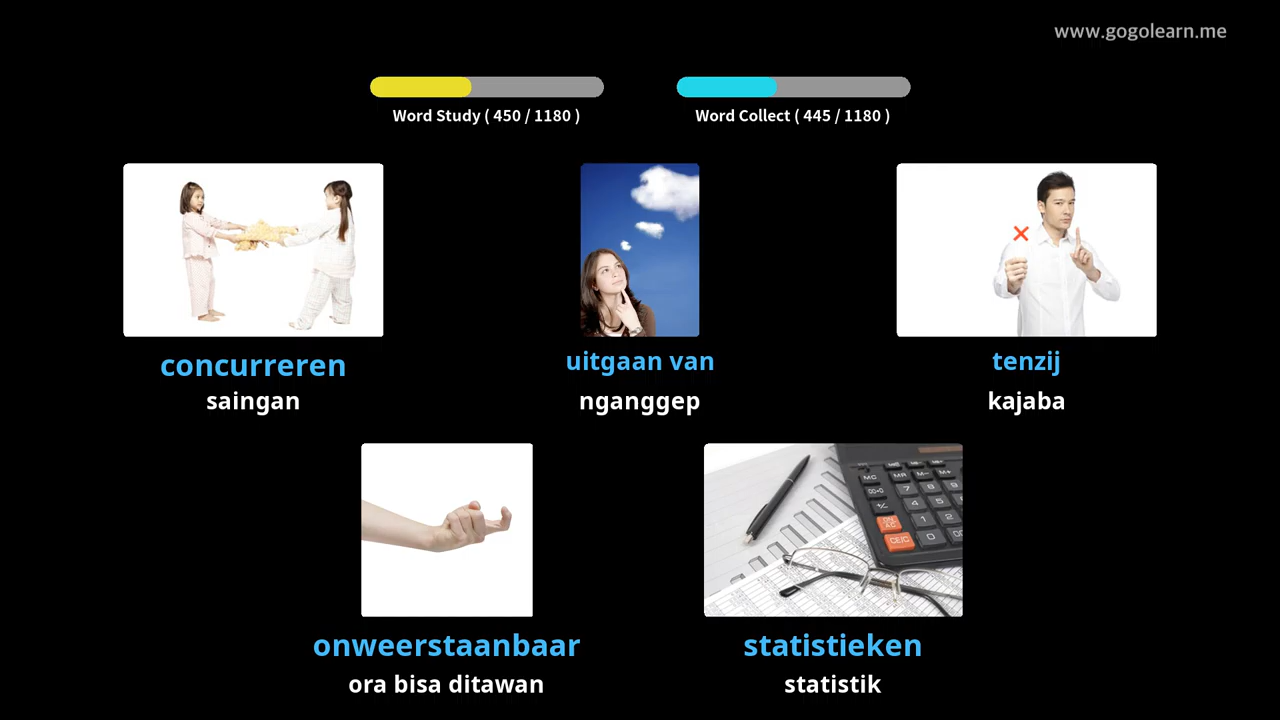 www.gogolearn.me
Word Study ( 450 / 1180 )
Word Collect ( 445 / 1180 )
concurreren
saingan
uitgaan van
nganggep
tenzij
kajaba
onweerstaanbaar
ora bisa ditawan
statistieken
statistik